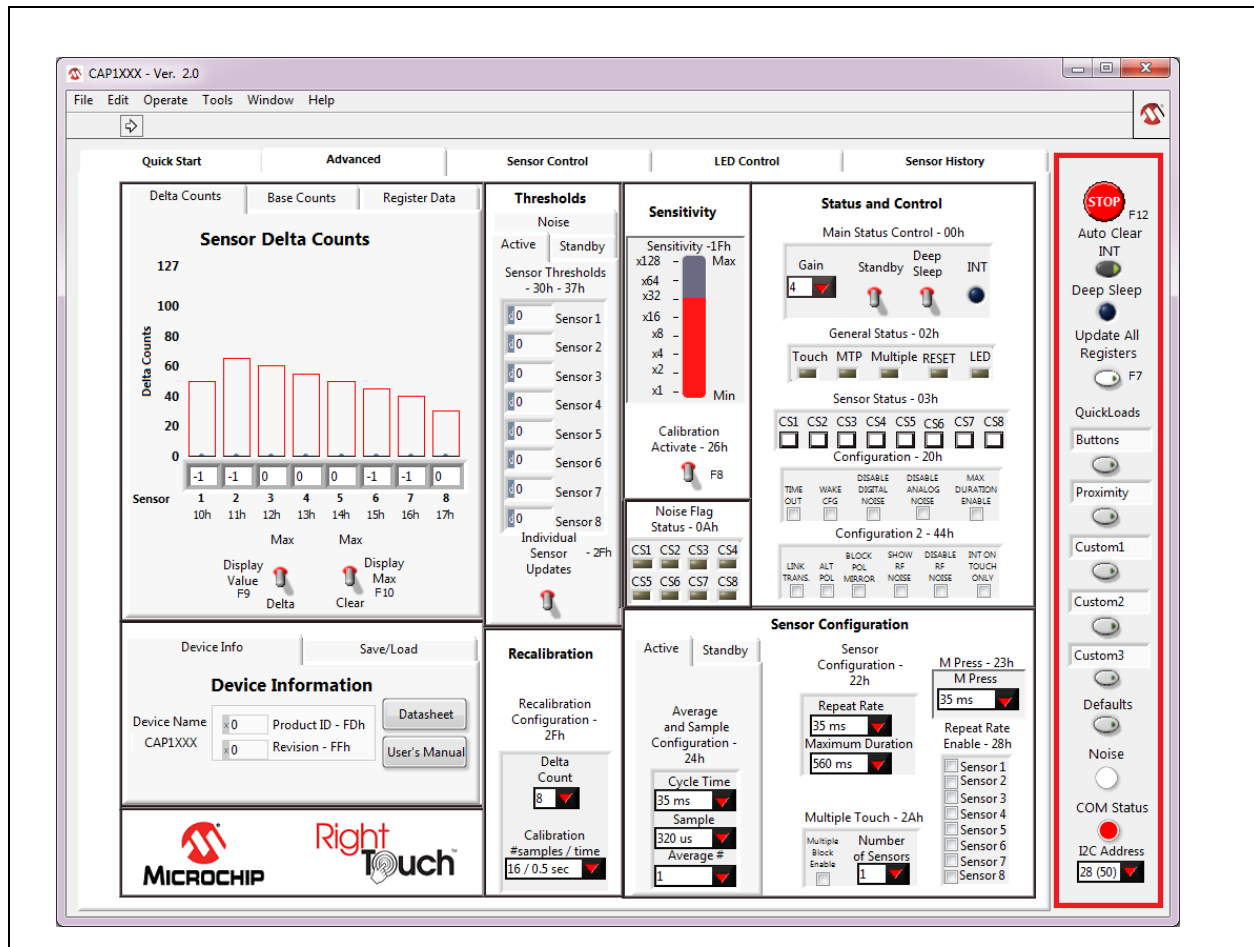 CAP1XXX - Ver. 2.0
File Edit Operate Tools Window Help
Quick Start Advanced Sensor Control LED Control Sensor History
Delta Counts Base Counts Register Data
Sensor Delta Counts
127
100
80
60
40
20
0
Delta Counts
-1 -1 0 0 0 -1 -1 0
Sensor 1 2 3 4 5 6 7 8
10h 11h 12h 13h 14h 15h 16h 17h
Max Max
Display
Value
F9
Delta
Display
Max
F10
Clear
Device Info Save/Load
Device Information
Device Name
CAP1XXX
x 0 Product ID - FDh
x 0 Revision - FFh
Datasheet
User's Manual
MICROCHIP
RightTouch™
Thresholds
Noise
Active Standby
Sensor Thresholds
- 30h - 37h
d 0 Sensor 1
d 0 Sensor 2
d 0 Sensor 3
d 0 Sensor 4
d 0 Sensor 5
d 0 Sensor 6
d 0 Sensor 7
d 0 Sensor 8
Individual
Sensor - 2Fh
Updates
Recalibration
Recalibration
Configuration -
2Fh
Delta
Count
8
Calibration
#samples / time
16 / 0.5 sec
Sensitivity
Sensitivity -1Fh
x128 Max
x64
x32
x16
x8
x4
x2
x1 Min
Calibration
Activate - 26h
F8
Noise Flag
Status - 0Ah
CS1 CS2 CS3 CS4
CS5 CS6 CS7 CS8
Status and Control
Main Status Control - 00h
Gain Standby Deep Sleep INT
4
General Status - 02h
Touch MTP Multiple RESET LED
Sensor Status - 03h
CS1 CS2 CS3 CS4 CS5 CS6 CS7 CS8
Configuration - 20h
TIME OUT WAKE CFG DISABLE DIGITAL NOISE DISABLE ANALOG NOISE MAX DURATION ENABLE
Configuration 2 - 44h
LINK TRANS. ALT POL BLOCK POL MIRROR SHOW RF NOISE DISABLE RF NOISE INT ON TOUCH ONLY
Sensor Configuration
Active Standby
Average
and Sample
Configuration -
24h
Cycle Time
35 ms
Sample
320 us
Average #
1
Sensor
Configuration -
22h
Repeat Rate
35 ms
Maximum Duration
560 ms
Multiple Touch - 2Ah
Multiple Block Enable
Number
of Sensors
1
M Press - 23h
M Press
35 ms
Repeat Rate
Enable - 28h
Sensor 1
Sensor 2
Sensor 3
Sensor 4
Sensor 5
Sensor 6
Sensor 7
Sensor 8
STOP
F12
Auto Clear
INT
Deep Sleep
Update All
Registers
F7
QuickLoads
Buttons
Proximity
Custom1
Custom2
Custom3
Defaults
Noise
COM Status
I2C Address
28 (50)